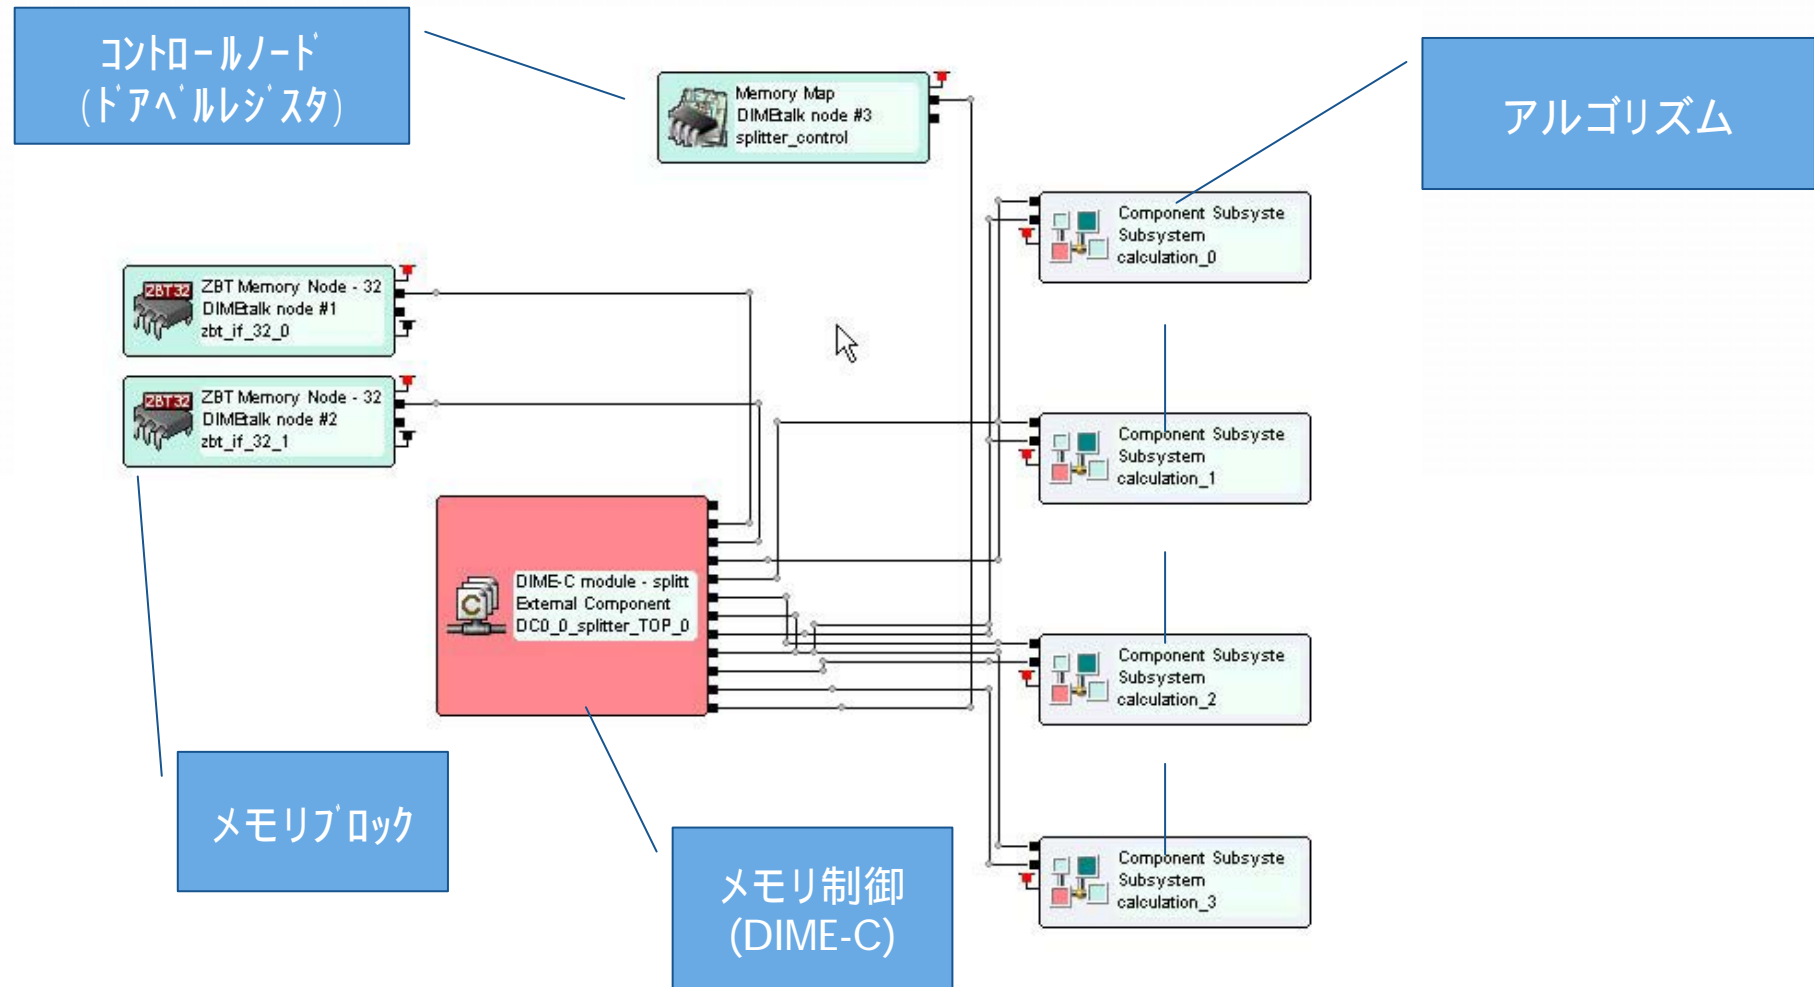 コントロールノード
(ドアベルレジスタ)
アルゴリズム
Memory Map
DIMEtalk node #3
splitter_control
Component Subsyste
Subsystem
calculation_0
ZBT32
ZBT Memory Node - 32
DIMEtalk node #1
zbt_if_32_0
ZBT32
ZBT Memory Node - 32
DIMEtalk node #2
zbt_if_32_1
Component Subsyste
Subsystem
calculation_1
C
DIME-C module - splitt
External Component
DC0_0_splitter_TOP_0
Component Subsyste
Subsystem
calculation_2
メモリブロック
メモリ制御
(DIME-C)
Component Subsyste
Subsystem
calculation_3